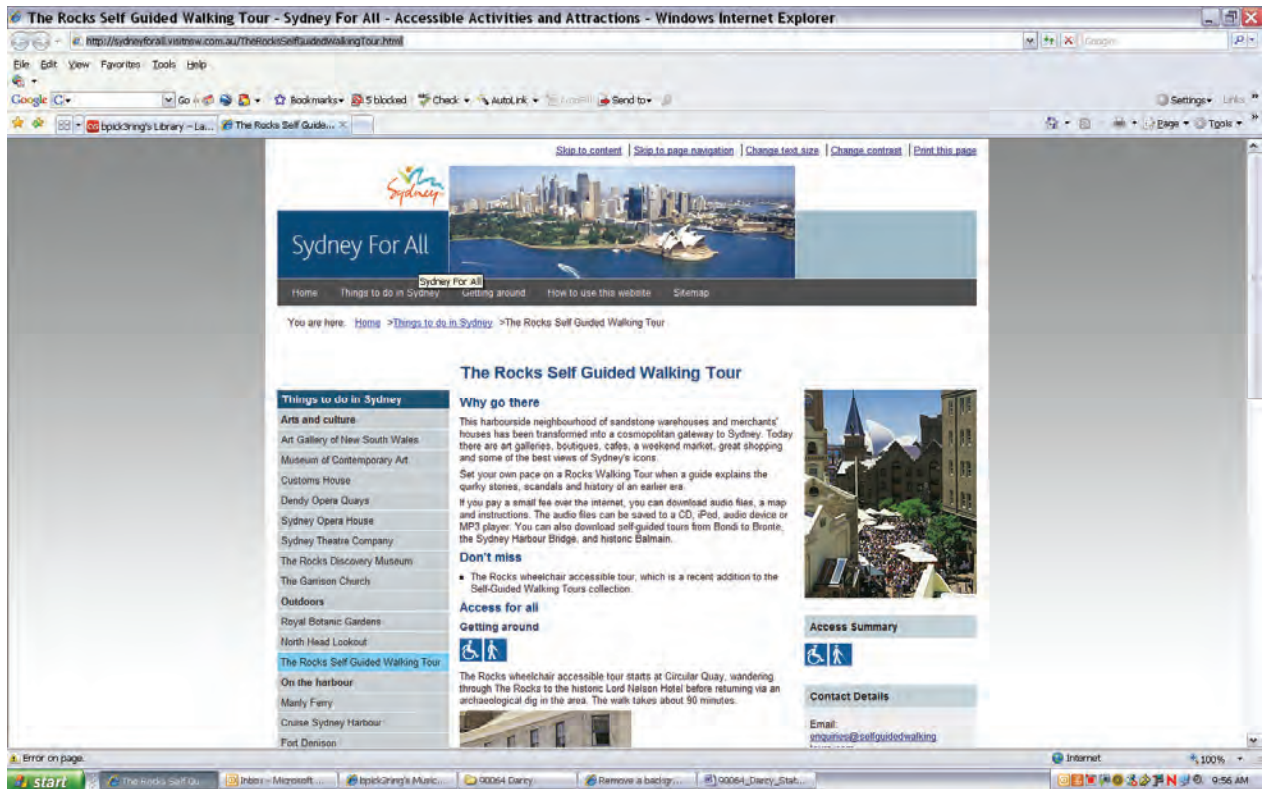 The Rocks Self Guided Walking Tour - Sydney For All - Accessible Activities and Attractions - Windows Internet Explorer
http://sydneyforall.visitnsw.com.au/TheRocksSelfGuidedWalkingTour.html
Google
File Edit View Favorites Tools Help
Google
Go
Bookmarks
5 blocked
Check
AutoLink
Send to
Settings
Links
bpick3ring's Library – La...
The Rocks Self Guide...
Page
Tools
Skip to content | Skip to page navigation | Change text size | Change contrast | Print this page
Sydney
Sydney For All
Sydney For All
Home Things to do in Sydney Getting around How to use this website Sitemap
You are here: Home >Things to do in Sydney >The Rocks Self Guided Walking Tour
The Rocks Self Guided Walking Tour
Things to do in Sydney
Arts and culture
Art Gallery of New South Wales
Museum of Contemporary Art
Customs House
Dendy Opera Quays
Sydney Opera House
Sydney Theatre Company
The Rocks Discovery Museum
The Garrison Church
Outdoors
Royal Botanic Gardens
North Head Lookout
The Rocks Self Guided Walking Tour
On the harbour
Manly Ferry
Cruise Sydney Harbour
Fort Denison
Why go there
This harbourside neighbourhood of sandstone warehouses and merchants'
houses has been transformed into a cosmopolitan gateway to Sydney. Today
there are art galleries, boutiques, cafes, a weekend market, great shopping
and some of the best views of Sydney's icons.
Set your own pace on a Rocks Walking Tour when a guide explains the
quirky stories, scandals and history of an earlier era.
If you pay a small fee over the internet, you can download audio files, a map
and instructions. The audio files can be saved to a CD, iPod, audio device or
MP3 player. You can also download self-guided tours from Bondi to Bronte,
the Sydney Harbour Bridge, and historic Balmain.
Don't miss
The Rocks wheelchair accessible tour, which is a recent addition to the
Self-Guided Walking Tours collection.
Access for all
Getting around
The Rocks wheelchair accessible tour starts at Circular Quay, wandering
through The Rocks to the historic Lord Nelson Hotel before returning via an
archaeological dig in the area. The walk takes about 90 minutes.
Access Summary
Contact Details
Email:
enquiries@selfguidedwalking
Error on page.
Internet
100%
start
The Rocks Self Gu...
Inbox - Microsoft ...
bpick3ring's Music...
00064 Darcy
Remove a backgr...
00064_Darcy_Stat...
9:56 AM